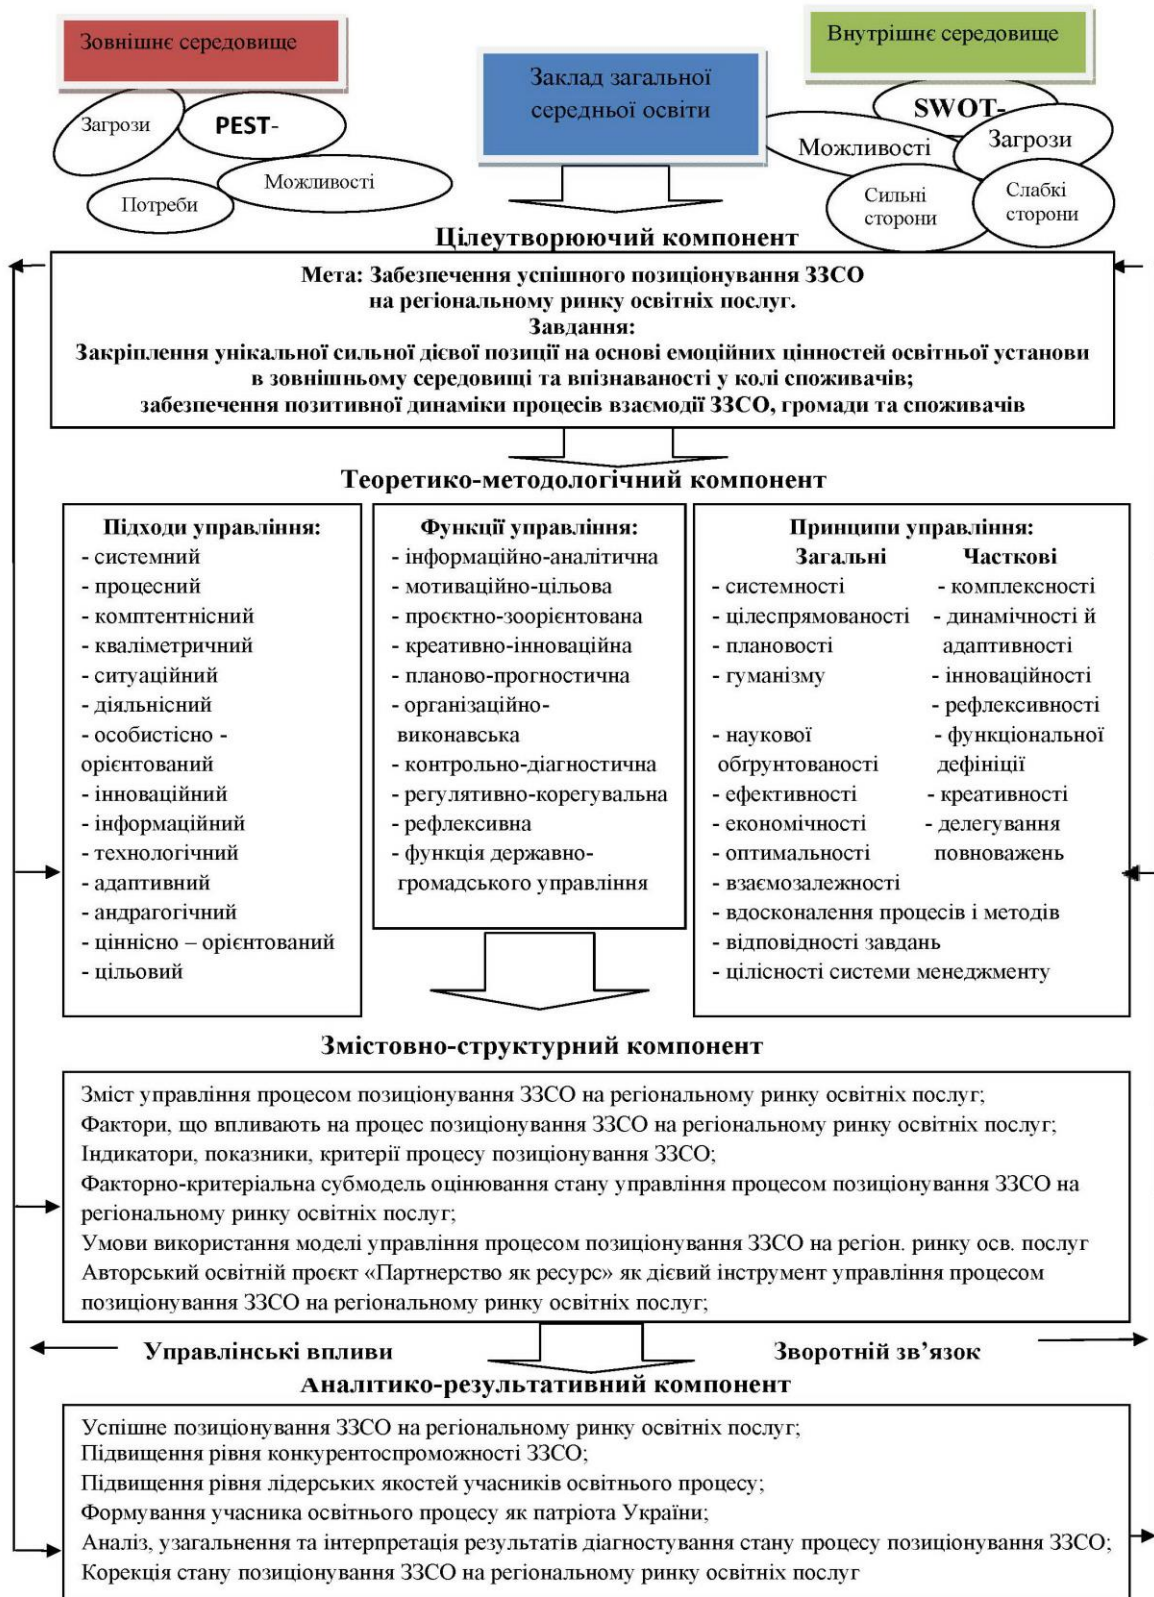 Зовнішнє середовище
Заклад загальної
середньої освіти
Внутрішнє середовище
Загрози
PEST-
Можливості
Потреби
SWOT-
Можливості
Загрози
Сильні
сторони
Слабкі
сторони
Цілеутворюючий компонент
Мета: Забезпечення успішного позиціонування ЗЗСО
на регіональному ринку освітніх послуг.
Завдання:
Закріплення унікальної сильної дієвої позиції на основі емоційних цінностей освітньої установи
в зовнішньому середовищі та впізнаваності у колі споживачів;
забезпечення позитивної динаміки процесів взаємодії ЗЗСО, громади та споживачів
Теоретико-методологічний компонент
Підходи управління:
- системний
- процесний
- комптентнісний
- кваліметричний
- ситуаційний
- діяльнісний
- особистісно -
орієнтований
- інноваційний
- інформаційний
- технологічний
- адаптивний
- андрагогічний
- ціннісно – орієнтований
- цільовий
Функції управління:
- інформаційно-аналітична
- мотиваційно-цільова
- проєктно-зоорієнтована
- креативно-інноваційна
- планово-прогностична
- організаційно-
виконавська
- контрольно-діагностична
- регулятивно-корегувальна
- рефлексивна
- функція державно-
громадського управління
Принципи управління:
Загальні Часткові
- системності - комплексності
- цілеспрямованості - динамічності й
- плановості адаптивності
- гуманізму - інноваційності
- рефлексивності
- наукової - функціональної
обґрунтованості дефініції
- ефективності - креативності
- економічності - делегування
- оптимальності повноважень
- взаємозалежності
- вдосконалення процесів і методів
- відповідності завдань
- цілісності системи менеджменту
Змістовно-структурний компонент
Зміст управління процесом позиціонування ЗЗСО на регіональному ринку освітніх послуг;
Фактори, що впливають на процес позиціонування ЗЗСО на регіональному ринку освітніх послуг;
Індикатори, показники, критерії процесу позиціонування ЗЗСО;
Факторно-критеріальна субмодель оцінювання стану управління процесом позиціонування ЗЗСО на
регіональному ринку освітніх послуг;
Умови використання моделі управління процесом позиціонування ЗЗСО на регіон. ринку осв. послуг
Авторський освітній проєкт «Партнерство як ресурс» як дієвий інструмент управління процесом
позиціонування ЗЗСО на регіональному ринку освітніх послуг;
Управлінські впливи
Зворотній зв’язок
Аналітико-результативний компонент
Успішне позиціонування ЗЗСО на регіональному ринку освітніх послуг;
Підвищення рівня конкурентоспроможності ЗЗСО;
Підвищення рівня лідерських якостей учасників освітнього процесу;
Формування учасника освітнього процесу як патріота України;
Аналіз, узагальнення та інтерпретація результатів діагностування стану процесу позиціонування ЗЗСО;
Корекція стану позиціонування ЗЗСО на регіональному ринку освітніх послуг